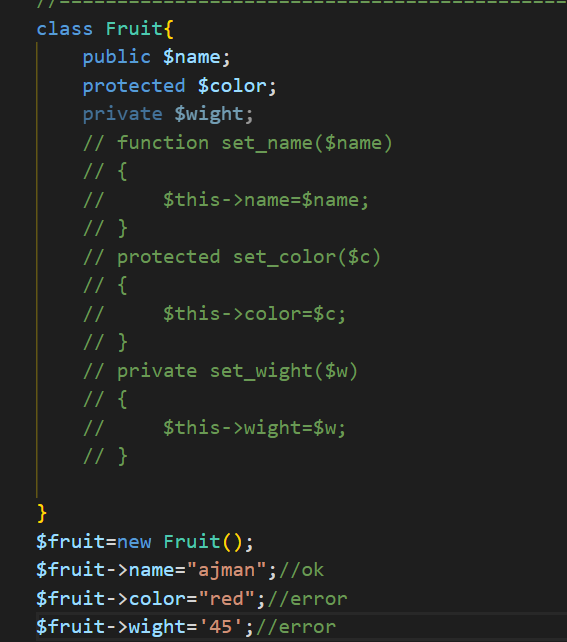 //--------------------------------------------
class Fruit{
    public $name;
    protected $color;
    private $wight;
    // function set_name($name)
    // {
    //     $this->name=$name;
    // }
    // protected set_color($c)
    // {
    //     $this->color=$c;
    // }
    // private set_wight($w)
    // {
    //     $this->wight=$w;
    // }
}
$fruit=new Fruit();
$fruit->name="ajman";//ok
$fruit->color="red";//error
$fruit->wight='45';//error